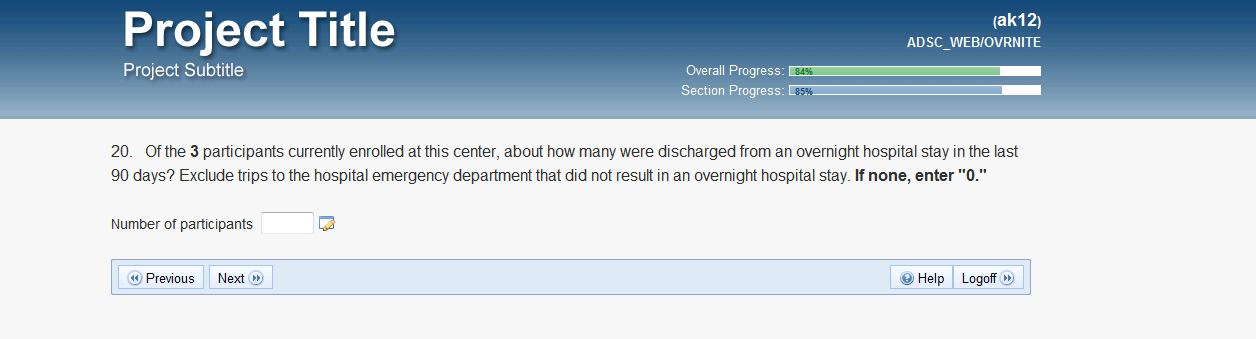 Project Title
Project Subtitle
(ak12)
ADSC_WEB/OVRNITE
Overall Progress: 84%
Section Progress: 85%
20. Of the 3 participants currently enrolled at this center, about how many were discharged from an overnight hospital stay in the last
90 days? Exclude trips to the hospital emergency department that did not result in an overnight hospital stay. If none, enter "0."
Number of participants
Previous Next Help Logoff